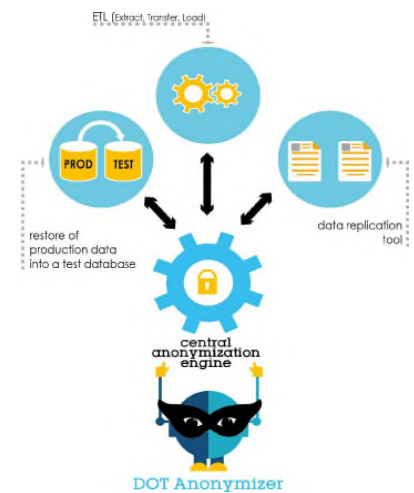 ETL (Extract, Transfer, Load)
PROD
TEST
restore of
production data
into a test database
data replication
tool
central
anonymization
engine
DOT Anonymizer